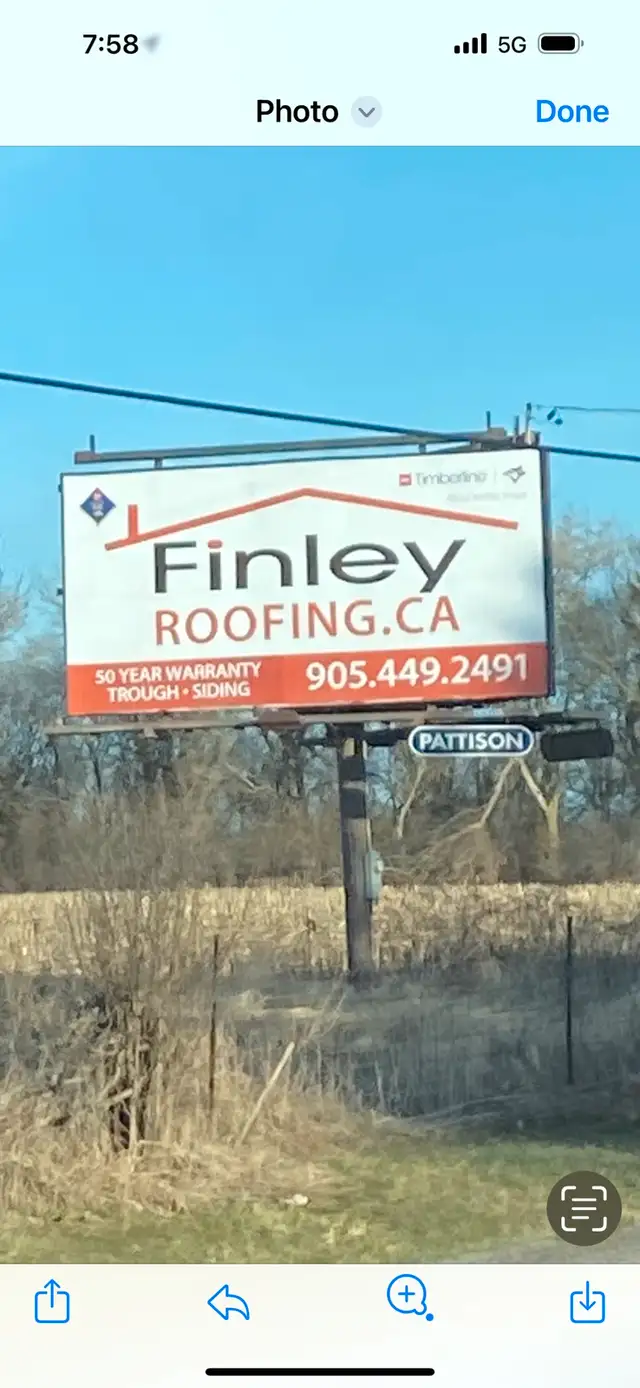 7:58
5G
Photo
Done
Timberline
Finley
ROOFING.CA
50 YEAR WARRANTY
TROUGH • SIDING
905.449.2491
PATTISON